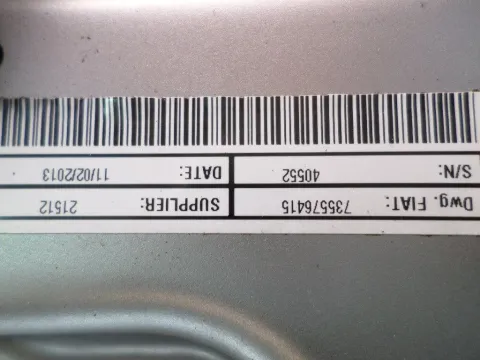 Dwg. FIAT: 735576415 SUPPLIER: 21512
S/N: 40552 DATE: 11/02/2013